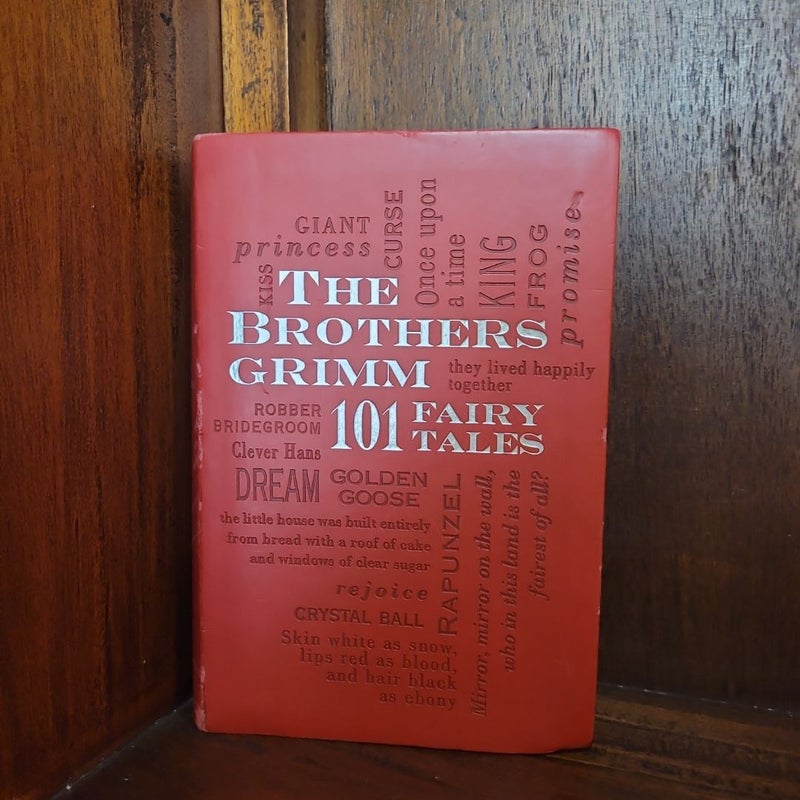 GIANT
princess
KISS
CURSE
Once upon
a time
KING
FROG
promise
THE
BROTHERS
GRIMM
they lived happily
together
ROBBER
BRIDEGROOM
101 FAIRY
TALES
Clever Hans
DREAM
GOLDEN
GOOSE
the little house was built entirely
from bread with a roof of cake
and windows of clear sugar
rejoice
CRYSTAL BALL
RAPUNZEL
Mirror, mirror on the wall,
who in this land is the
fairest of all?
Skin white as snow,
lips red as blood,
and hair black
as ebony